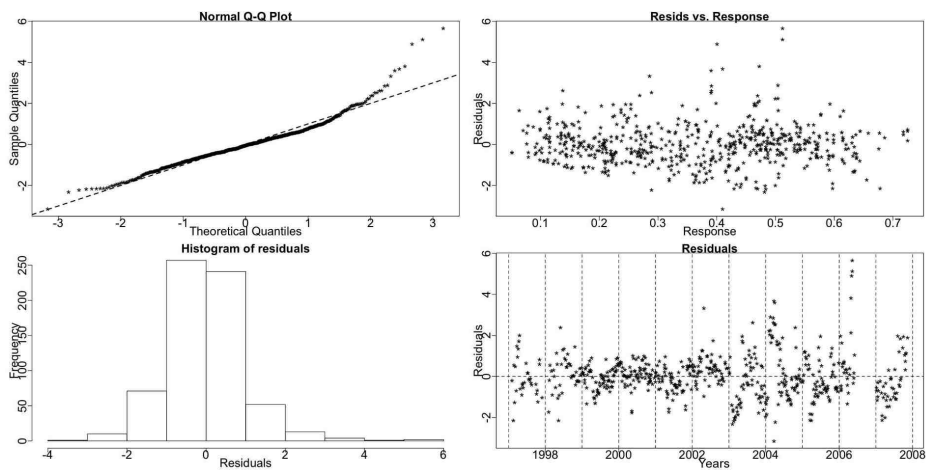 Normal Q-Q Plot
Sample Quantiles
6
4
2
0
-2
-3 -2 -1 0 1 2 3
Theoretical Quantiles
Resids vs. Response
Residuals
6
4
2
0
-2
0.1 0.2 0.3 0.4 0.5 0.6 0.7
Response
Histogram of residuals
Frequency
250
200
150
100
50
0
-4 -2 0 2 4 6
Residuals
Residuals
Residuals
6
4
2
0
-2
1998 2000 2002 2004 2006 2008
Years